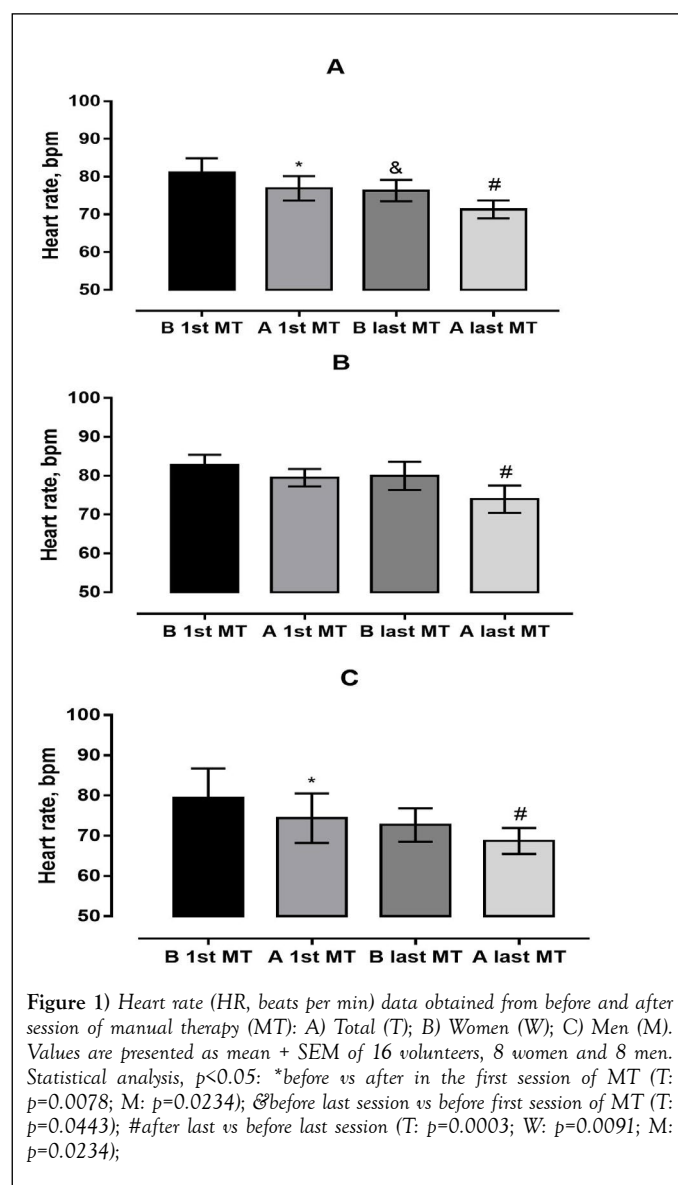 A
Heart rate, bpm
100
90
80
70
60
50
*
&
#
B 1st MT A 1st MT B last MT A last MT
B
Heart rate, bpm
100
90
80
70
60
50
#
B 1st MT A 1st MT B last MT A last MT
C
Heart rate, bpm
100
90
80
70
60
50
*
#
B 1st MT A 1st MT B last MT A last MT
Figure 1) Heart rate (HR, beats per min) data obtained from before and after
session of manual therapy (MT): A) Total (T); B) Women (W); C) Men (M).
Values are presented as mean + SEM of 16 volunteers, 8 women and 8 men.
Statistical analysis, p<0.05: *before vs after in the first session of MT (T:
p=0.0078; M: p=0.0234); &before last session vs before first session of MT (T:
p=0.0443); #after last vs before last session (T: p=0.0003; W: p=0.0091; M:
p=0.0234);